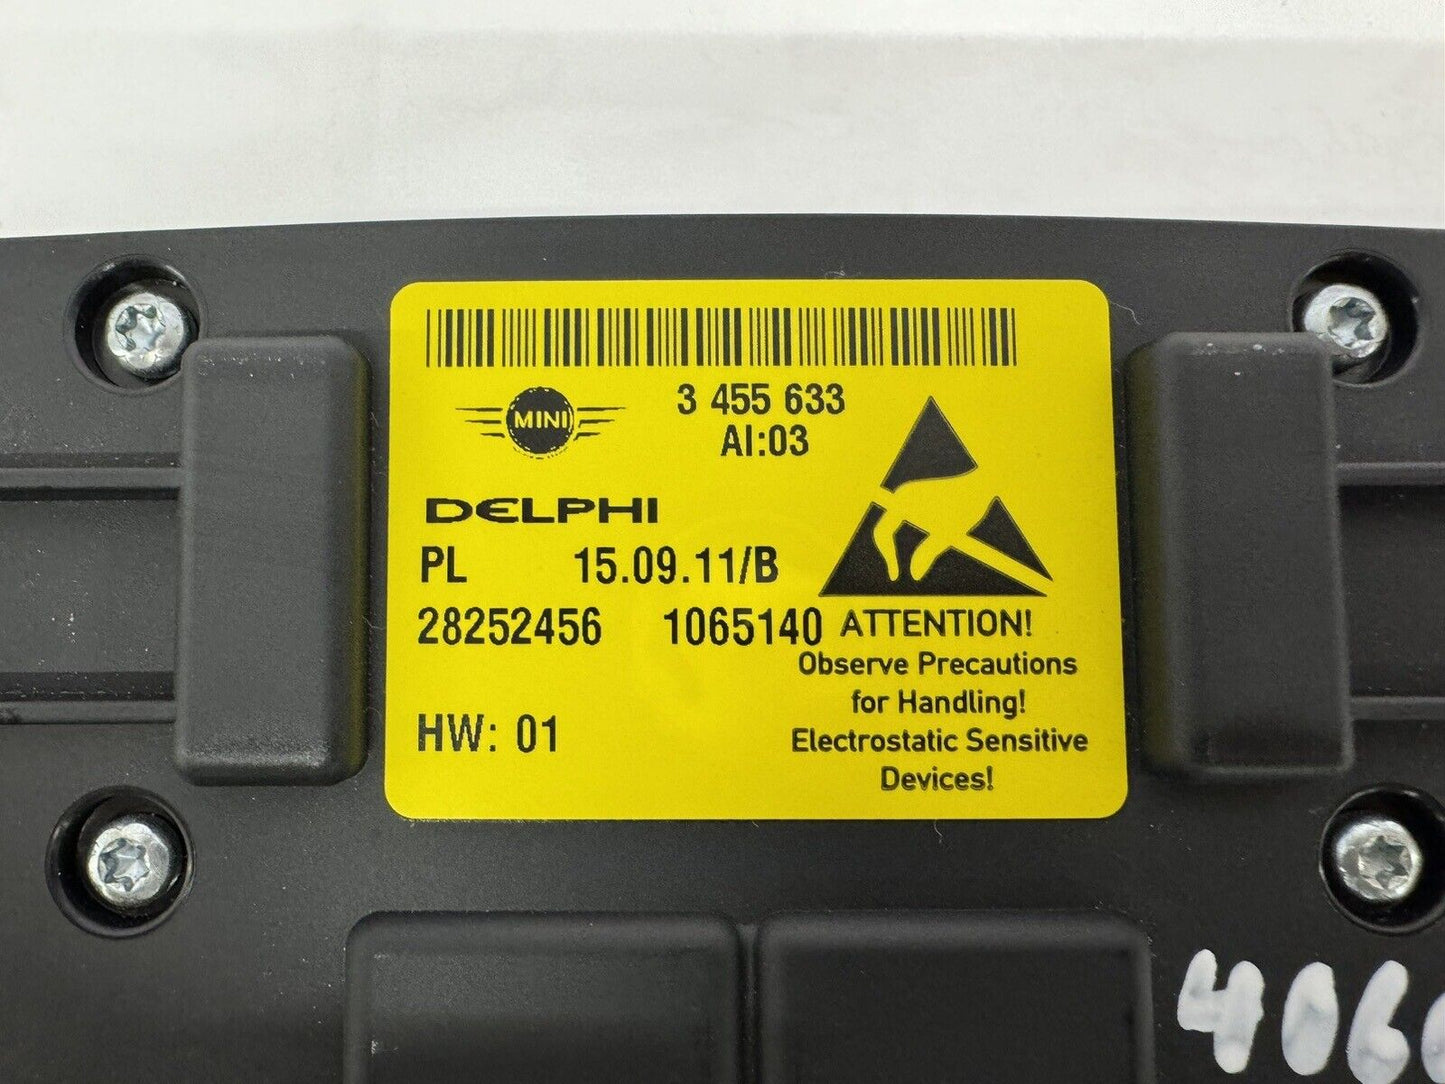 MINI
3 455 633
AI:03
DELPHI
PL 15.09.11/B
28252456 1065140
HW: 01
ATTENTION!
Observe Precautions
for Handling!
Electrostatic Sensitive
Devices!